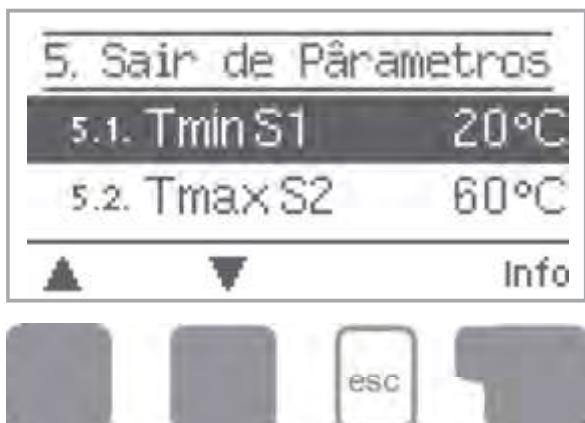 5. Sair de Pârametros
5.1. Tmin S1 20°C
5.2. Tmax S2 60°C
Info
esc